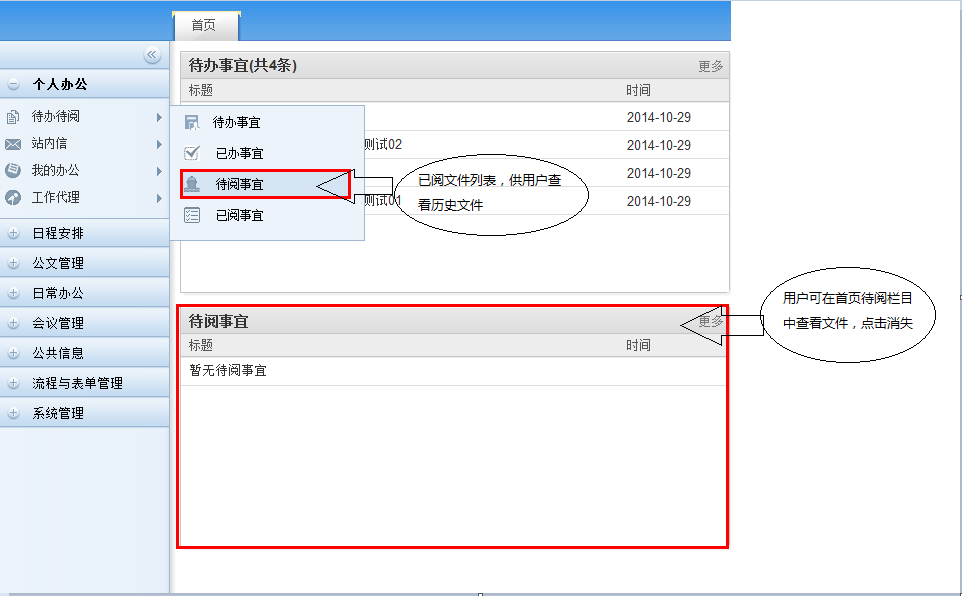 首页
个人办公
待办待阅
站内信
我的办公
工作代理
日程安排
公文管理
日常办公
会议管理
公共信息
流程与表单管理
系统管理
待办事宜(共4条)
更多
标题 时间
2014-10-29
测试02 2014-10-29
2014-10-29
测试01 2014-10-29
待办事宜
已办事宜
待阅事宜
已阅事宜
已阅文件列表，供用户查
看历史文件
待阅事宜
更多
标题 时间
暂无待阅事宜
用户可在首页待阅栏目
中查看文件，点击消失